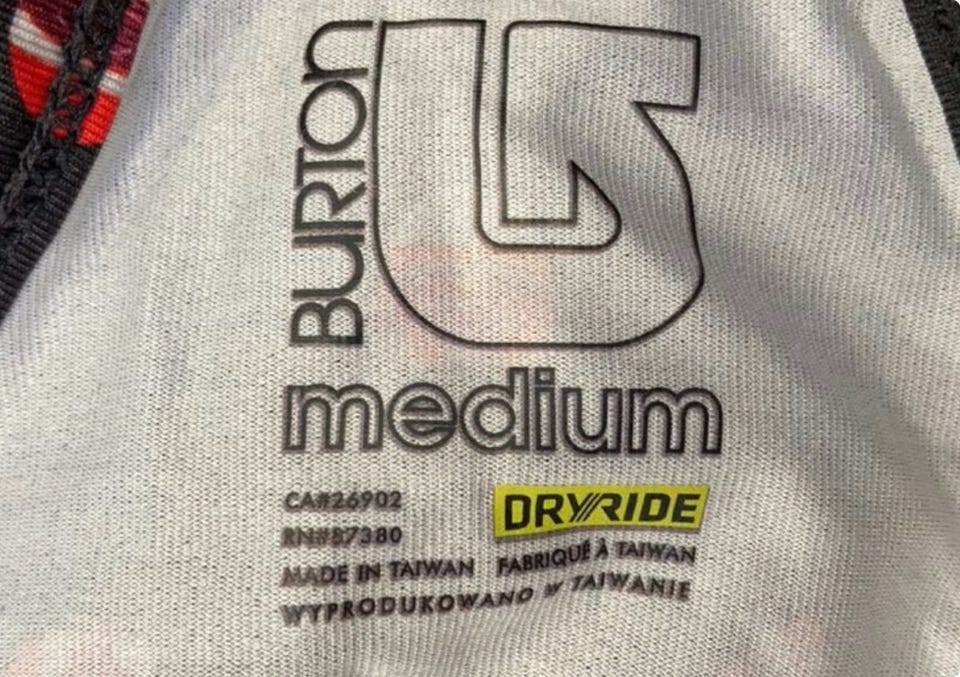 BURTON
medium
CA#26902
DRYRIDE
RN#87380
MADE IN TAIWAN FABRIQUÉ À TAIWAN
WYPRODUKOWANO W TAIWANIE